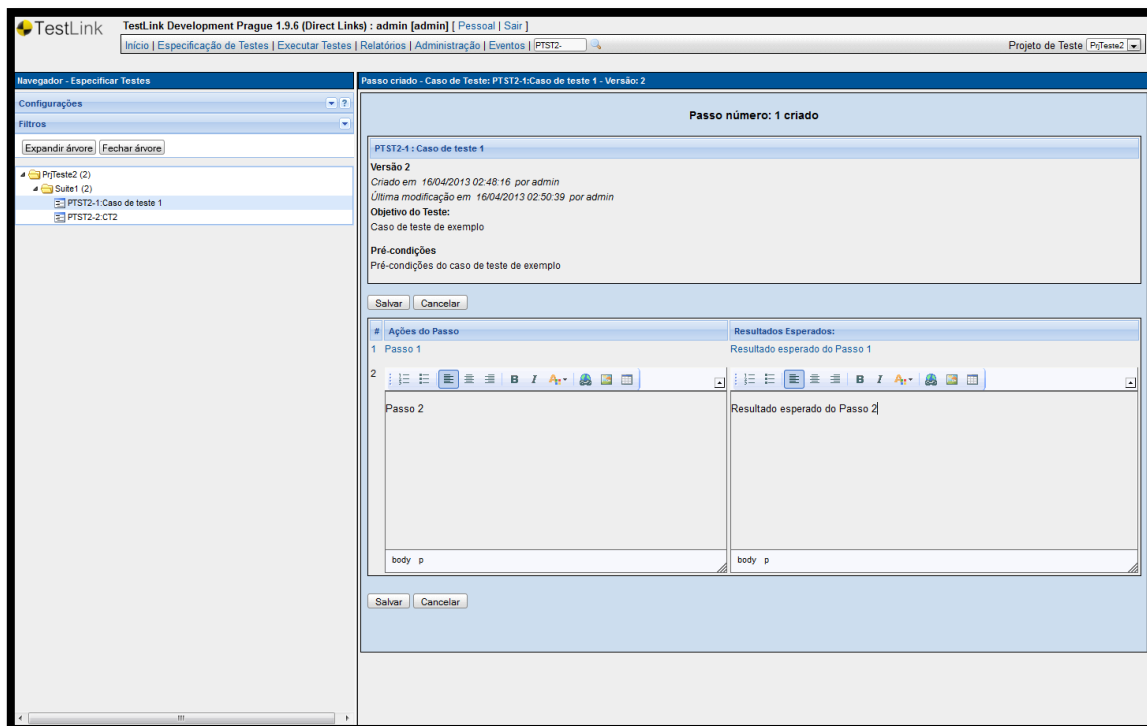 TestLink
TestLink Development Prague 1.9.6 (Direct Links) : admin [admin] [ Pessoal | Sair ]
Início | Especificação de Testes | Executar Testes | Relatórios | Administração | Eventos | PTST2-
Projeto de Teste PrjTeste2
Navegador - Especificar Testes
Configurações
?
Filtros
Expandir árvore Fechar árvore
PrjTeste2 (2)
Suite1 (2)
PTST2-1:Caso de teste 1
PTST2-2:CT2
Passo criado - Caso de Teste: PTST2-1:Caso de teste 1 - Versão: 2
Passo número: 1 criado
PTST2-1 : Caso de teste 1
Versão 2
Criado em 16/04/2013 02:48:16 por admin
Última modificação em 16/04/2013 02:50:39 por admin
Objetivo do Teste:
Caso de teste de exemplo
Pré-condições
Pré-condições do caso de teste de exemplo
Salvar Cancelar
# Ações do Passo Resultados Esperados:
1 Passo 1 Resultado esperado do Passo 1
2
B I A B I A
Passo 2 Resultado esperado do Passo 2
body p body p
Salvar Cancelar